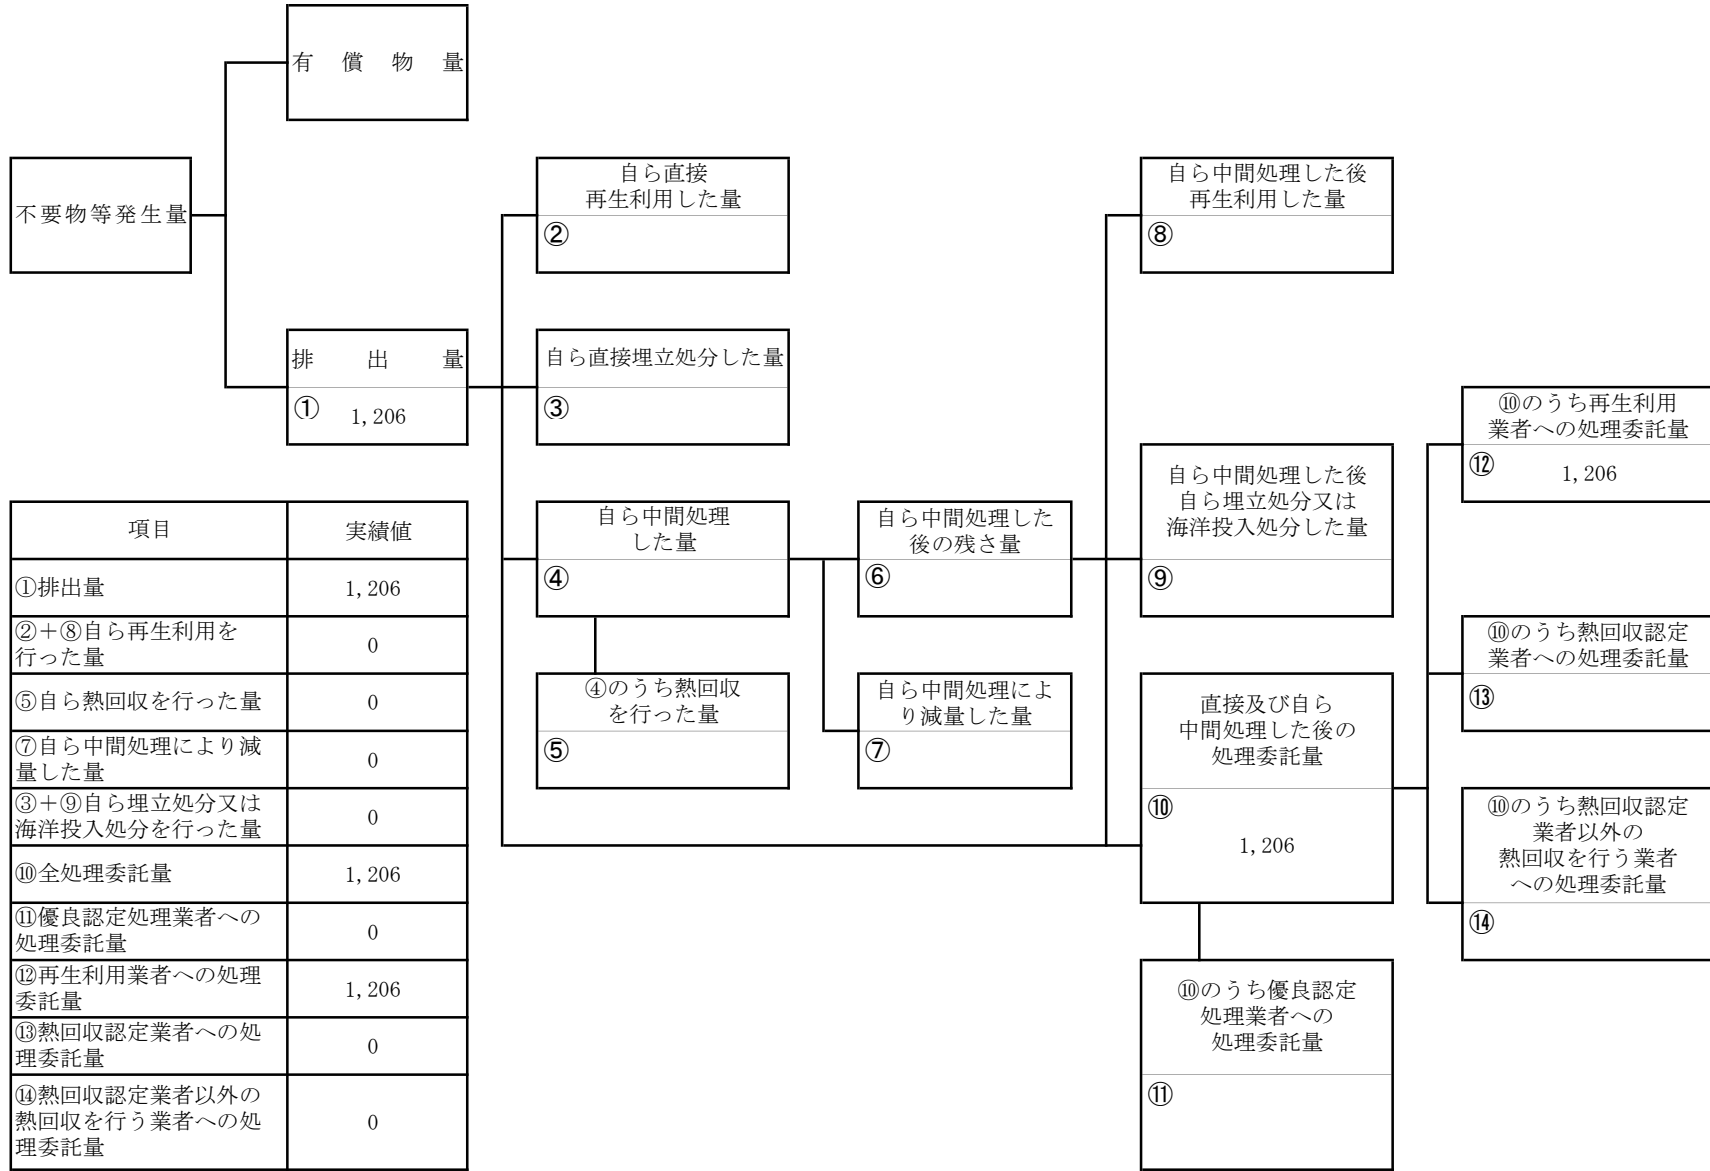 有償物量
不要物等発生量
排出量
①
1,206
自ら直接
再生利用した量
②
自ら直接埋立処分した量
③
自ら中間処理
した量
④
④のうち熱回収
を行った量
⑤
自ら中間処理した
後の残さ量
⑥
自ら中間処理によ
り減量した量
⑦
自ら中間処理した後
再生利用した量
⑧
自ら中間処理した後
自ら埋立処分又は
海洋投入処分した量
⑨
直接及び自ら
中間処理した後の
処理委託量
⑩
1,206
⑩のうち優良認定
処理業者への
処理委託量
⑪
⑩のうち再生利用
業者への処理委託量
⑫
1,206
⑩のうち熱回収認定
業者への処理委託量
⑬
⑩のうち熱回収認定
業者以外の
熱回収を行う業者
への処理委託量
⑭
項目 実績値
①排出量 1,206
②＋⑧自ら再生利用を
行った量 0
⑤自ら熱回収を行った量 0
⑦自ら中間処理により減
量した量 0
③＋⑨自ら埋立処分又は
海洋投入処分を行った量 0
⑩全処理委託量 1,206
⑪優良認定処理業者への
処理委託量 0
⑫再生利用業者への処理
委託量 1,206
⑬熱回収認定業者への処
理委託量 0
⑭熱回収認定業者以外の
熱回収を行う業者への処
理委託量 0